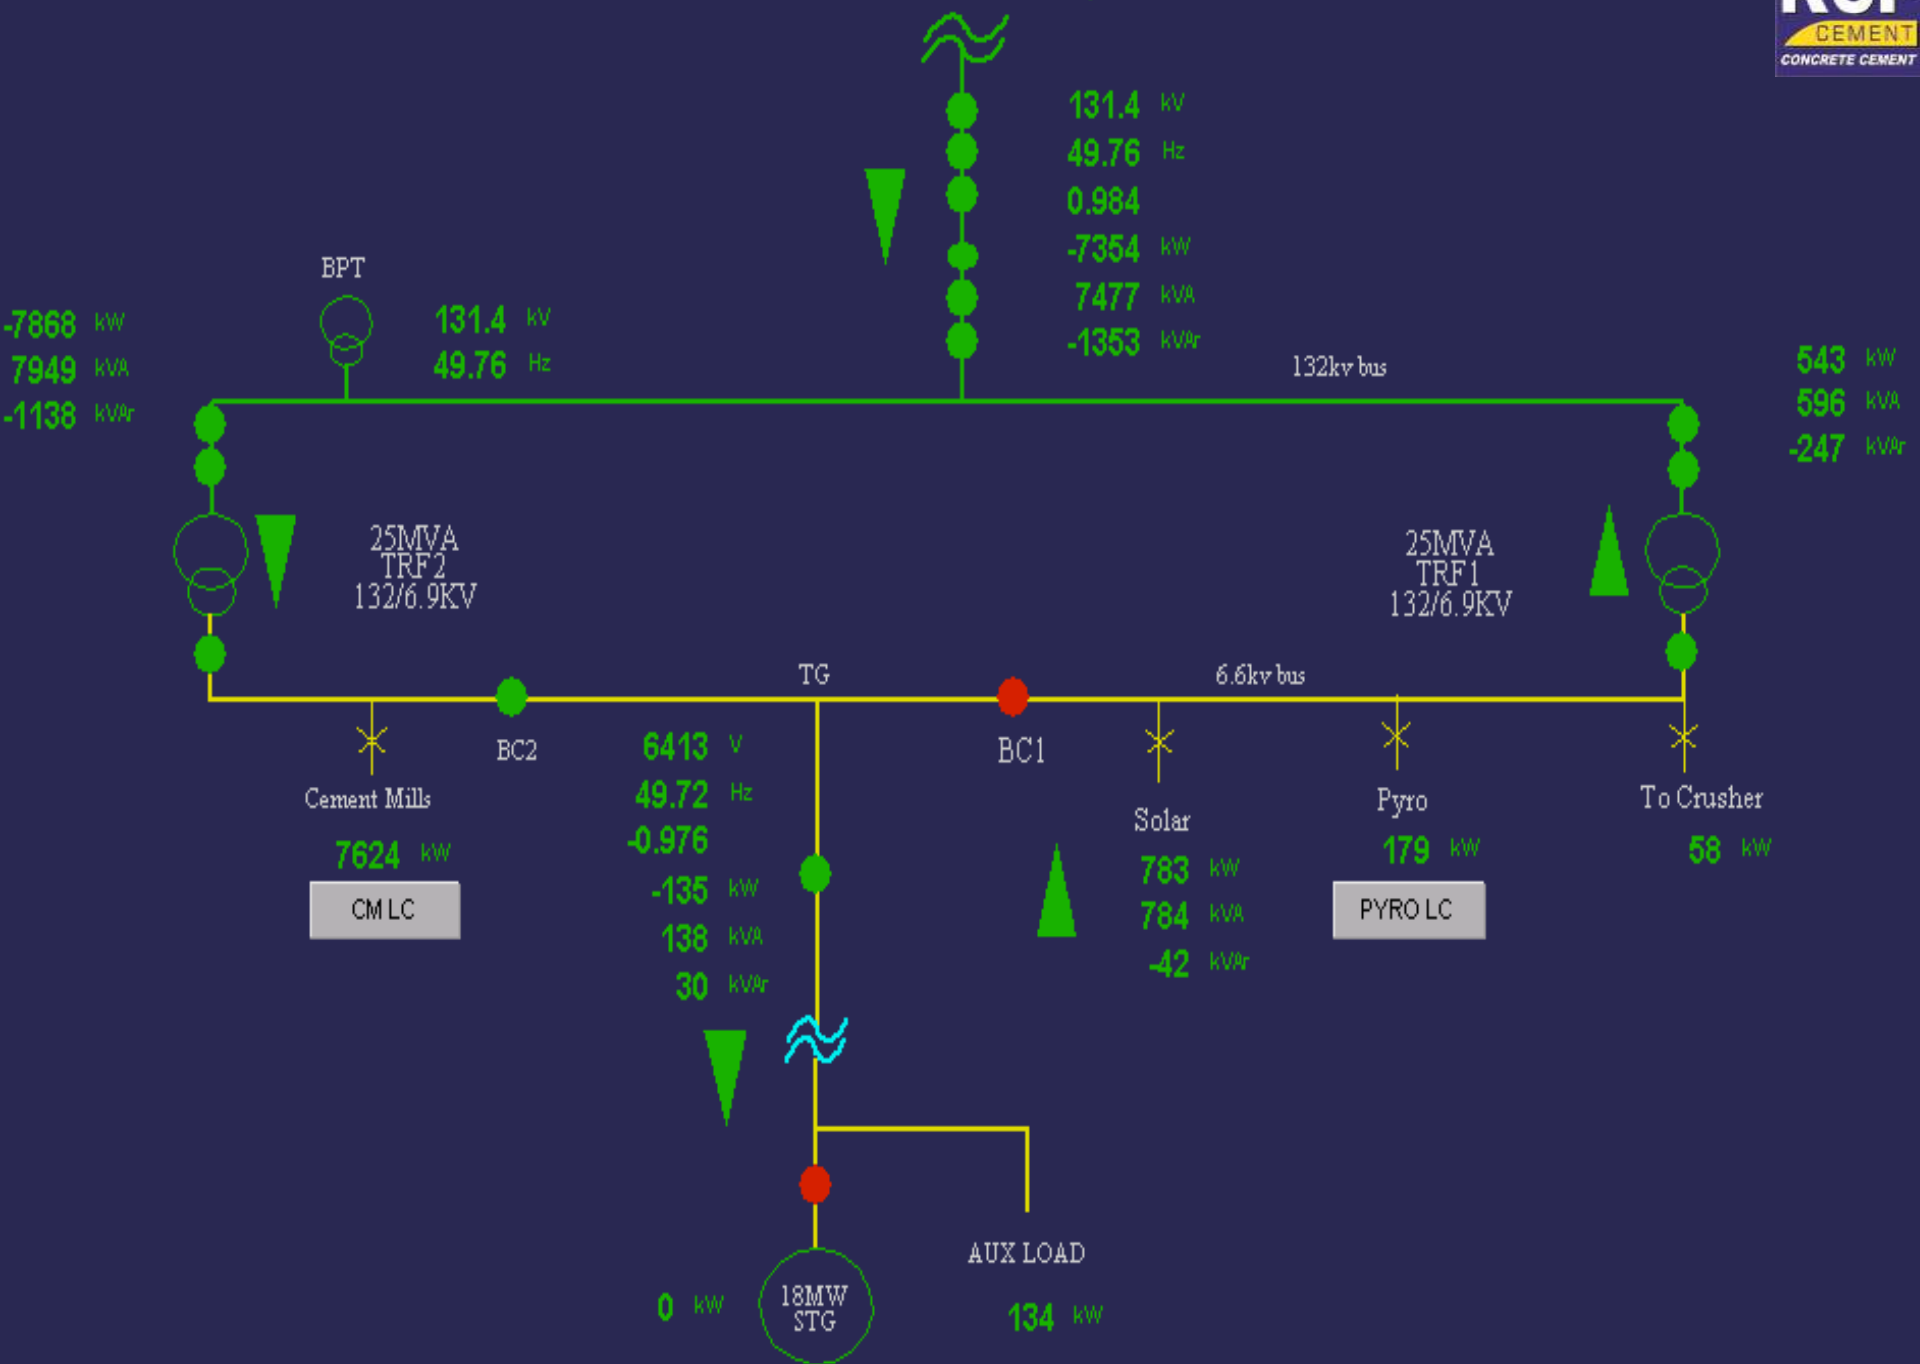 CEMENT
CONCRETE CEMENT
131.4 kV
49.76 Hz
0.984
-7354 kW
7477 kVA
-1353 kVAr
BPT
131.4 kV
49.76 Hz
-7868 kW
7949 kVA
-1138 kVAr
132kv bus
543 kW
596 kVA
-247 kVAr
25MVA
TRF2
132/6.9KV
25MVA
TRF1
132/6.9KV
TG
6.6kv bus
BC2
BC1
Cement Mills
7624 kW
CM LC
6413 V
49.72 Hz
-0.976
-135 kW
138 kVA
30 kVAr
Solar
783 kW
784 kVA
-42 kVAr
Pyro
179 kW
PYRO LC
To Crusher
58 kW
AUX LOAD
134 kW
0 kW
18MW
STG